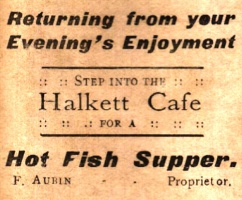 Returning from your
Evening's Enjoyment
:: :: STEP INTO THE :: ::
Halkett Cafe
:: :: .: FOR A :: :: ::
Hot Fish Supper.
F. AUBIN - - Proprietor.